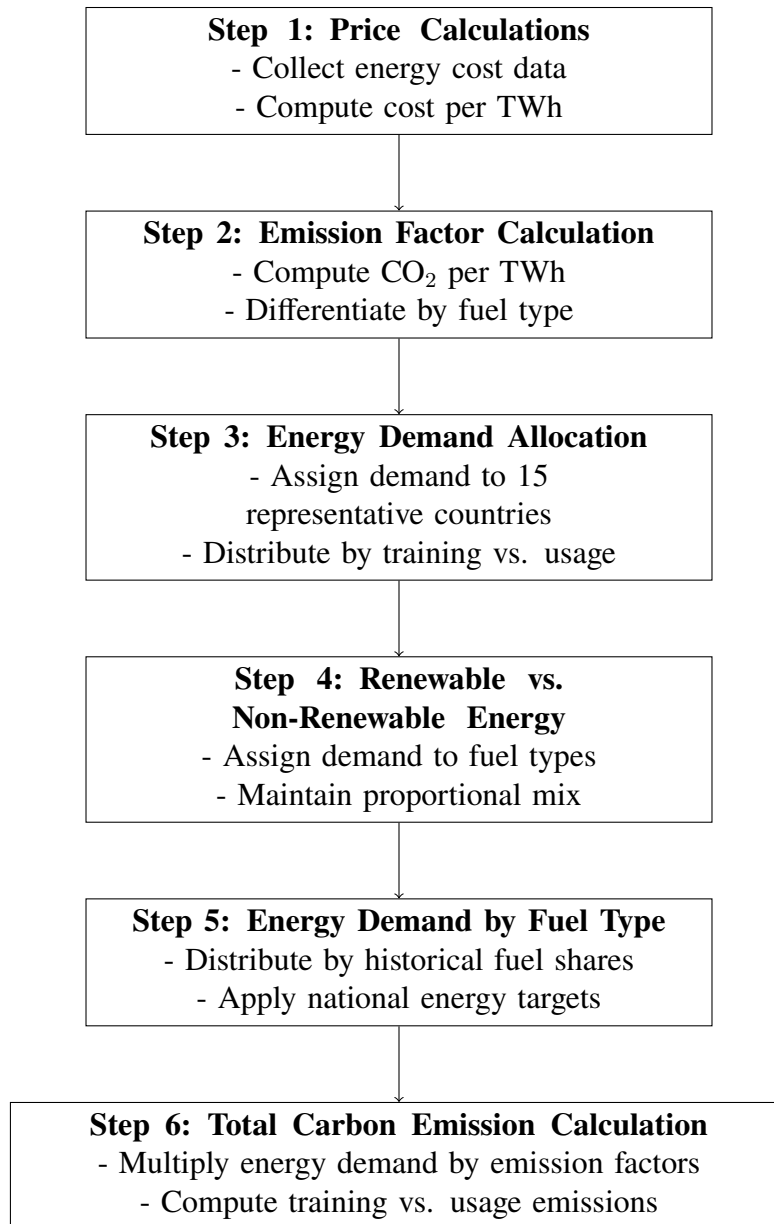 Step 1: Price Calculations
- Collect energy cost data
- Compute cost per TWh
Step 2: Emission Factor Calculation
- Compute CO₂ per TWh
- Differentiate by fuel type
Step 3: Energy Demand Allocation
- Assign demand to 15
representative countries
- Distribute by training vs. usage
Step 4: Renewable vs.
Non-Renewable Energy
- Assign demand to fuel types
- Maintain proportional mix
Step 5: Energy Demand by Fuel Type
- Distribute by historical fuel shares
- Apply national energy targets
Step 6: Total Carbon Emission Calculation
- Multiply energy demand by emission factors
- Compute training vs. usage emissions